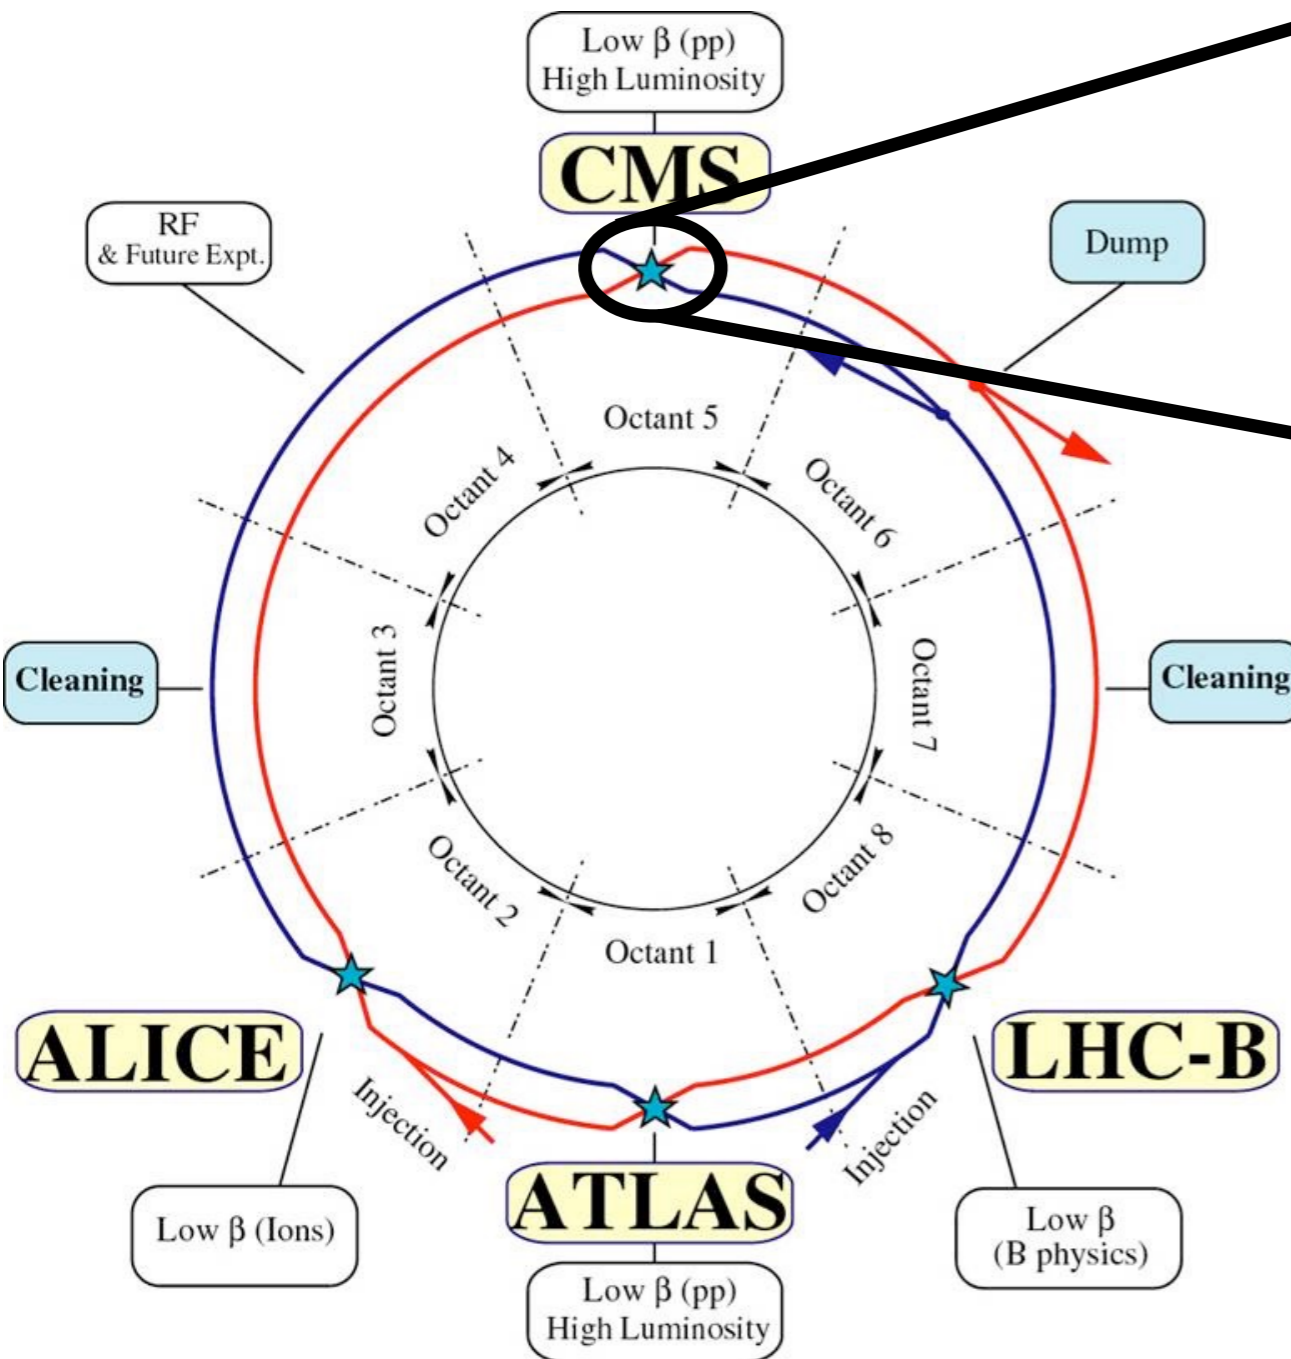 Low β (pp)
High Luminosity
CMS
RF
& Future Expt.
Dump
Octant 5
Octant 4
Octant 6
Octant 3
Octant 7
Cleaning
Cleaning
Octant 2
Octant 8
Octant 1
ALICE
LHC-B
Injection
Injection
ATLAS
Low β (Ions)
Low β
(B physics)
Low β (pp)
High Luminosity